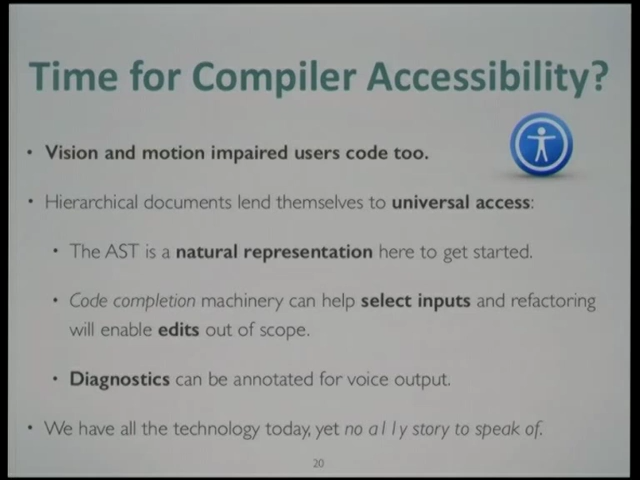 Time for Compiler Accessibility?
• Vision and motion impaired users code too.
• Hierarchical documents lend themselves to universal access:
• The AST is a natural representation here to get started.
• Code completion machinery can help select inputs and refactoring
will enable edits out of scope.
• Diagnostics can be annotated for voice output.
• We have all the technology today, yet no a11y story to speak of.
20